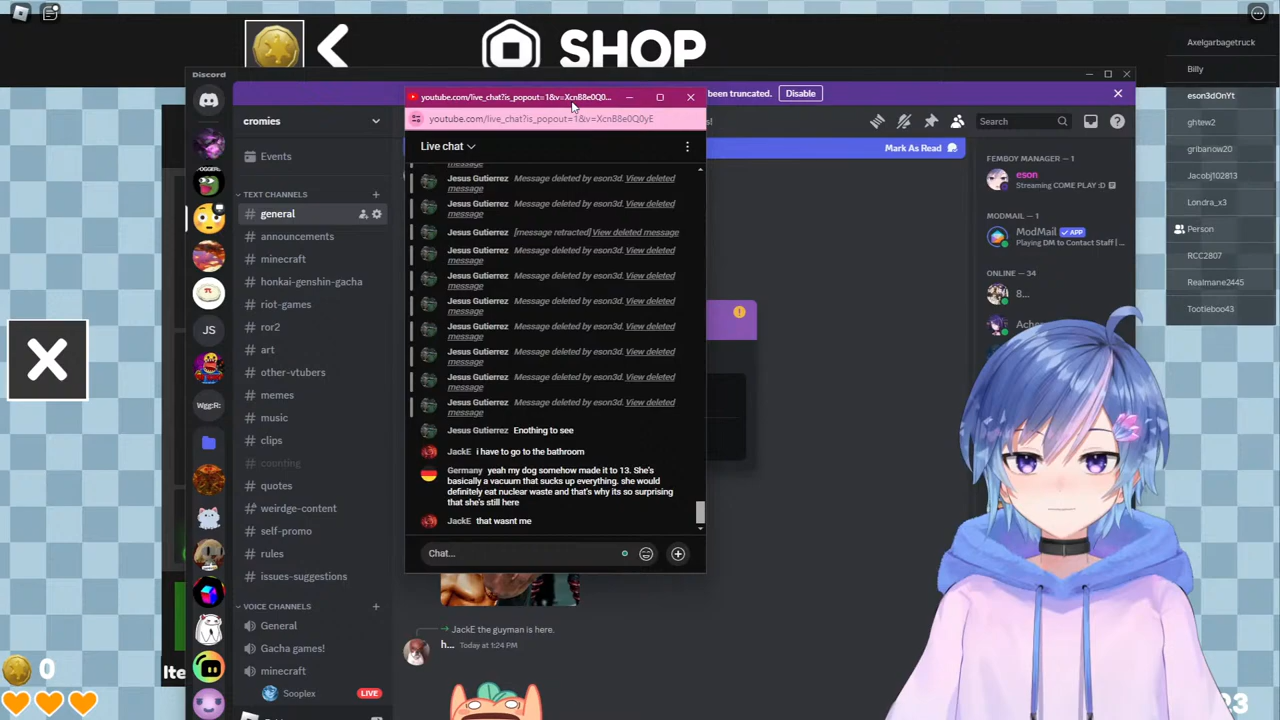 SHOP
Axelgarbagetruck
Billy
eson3dOnYt
ghtew2
gribanow20
Jacobj102813
Londra_x3
Person
RCC2807
Realmane2445
Tootieboo43
Discord
been truncated.
Disable
cromies
Events
TEXT CHANNELS
general
announcements
minecraft
honkai-genshin-gacha
riot-games
ror2
art
other-vtubers
memes
music
clips
counting
quotes
weirdge-content
self-promo
rules
issues-suggestions
VOICE CHANNELS
General
Gacha games!
minecraft
Sooplex LIVE
JS
youtube.com/live_chat?is_popout=1&v=XcnB8e0Q0...
youtube.com/live_chat?is_popout=1&v=XcnB8e0Q0yE
Live chat
message
Jesus Gutierrez Message deleted by eson3d. View deleted
message
Jesus Gutierrez Message deleted by eson3d. View deleted
message
Jesus Gutierrez [message retracted] View deleted message
Jesus Gutierrez Message deleted by eson3d. View deleted
message
Jesus Gutierrez Message deleted by eson3d. View deleted
message
Jesus Gutierrez Message deleted by eson3d. View deleted
message
Jesus Gutierrez Message deleted by eson3d. View deleted
message
Jesus Gutierrez Message deleted by eson3d. View deleted
message
Jesus Gutierrez Message deleted by eson3d. View deleted
message
Jesus Gutierrez Message deleted by eson3d. View deleted
message
Jesus Gutierrez Enothing to see
JackE i have to go to the bathroom
Germany yeah my dog somehow made it to 13. She's
basically a vacuum that sucks up everything. she would
definitely eat nuclear waste and that's why its so surprising
that she's still here
JackE that wasnt me
Chat...
JackE the guyman is here.
h... Today at 1:24 PM
Search
Mark As Read
FEMBOY MANAGER — 1
eson
Streaming COME PLAY :D
MODMAIL — 1
ModMail APP
Playing DM to Contact Staff | ...
ONLINE — 34
8...
0
Ite